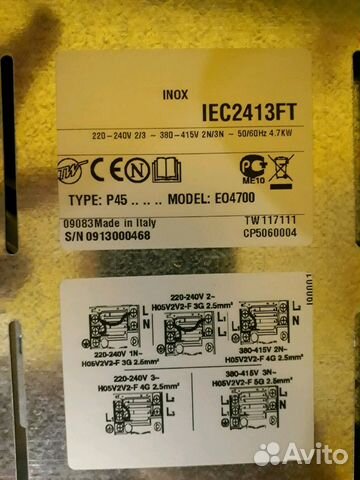 INOX
IEC2413FT
220-240V 2/3 ~ 380-415V 2N/3N ~ 50/60Hz 4.7KW
CE N
ME10
TYPE: P45 .. .. .. MODEL: EO4700
09083 Made in Italy TW 117111
S/N 0913000468 CP5060004
220-240V 2~
H05V2V2-F 3G 2.5mm²
L
N
L
L
L
L
N
220-240V 1N~
H05V2V2-F 3G 2.5mm²
380-415V 2N~
H05V2V2-F 4G 2.5mm²
220-240V 3~
H05V2V2-F 4G 2.5mm²
380-415V 3N~
H05V2V2-F 5G 2.5mm²
L
L
L
L
N
Avito